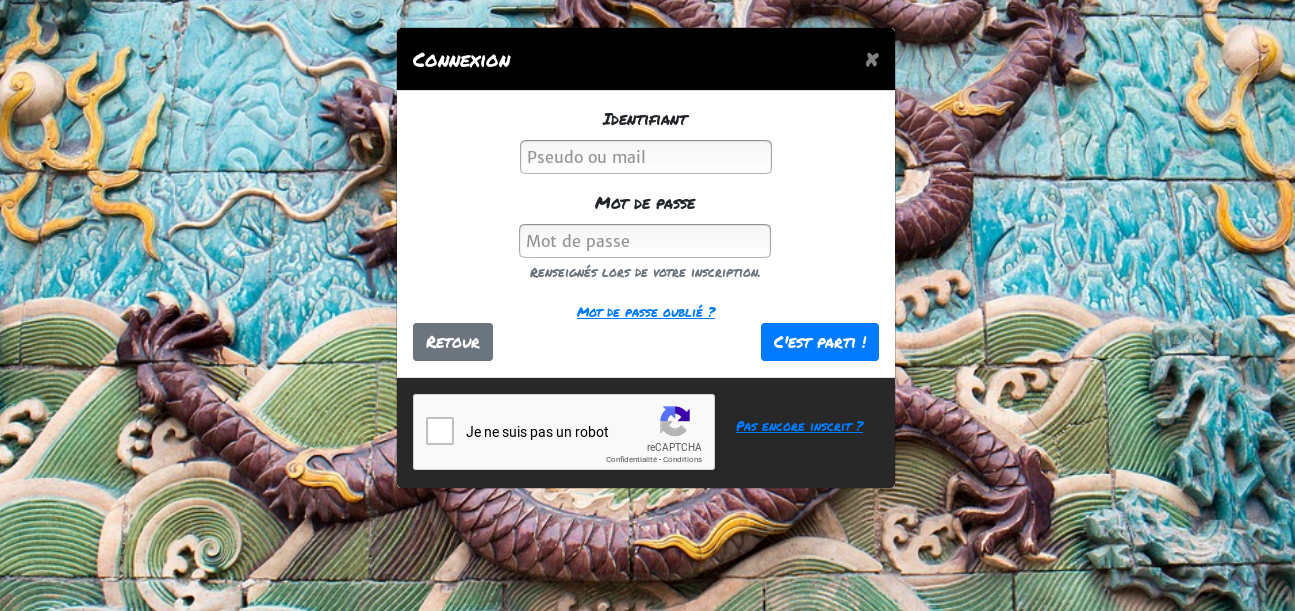 Connexion
×
Identifiant
Pseudo ou mail
Mot de passe
Mot de passe
Renseignés lors de votre inscription.
Mot de passe oublié ?
Retour
C'est parti !
Je ne suis pas un robot
reCAPTCHA
Confidentialité - Conditions
Pas encore inscrit ?